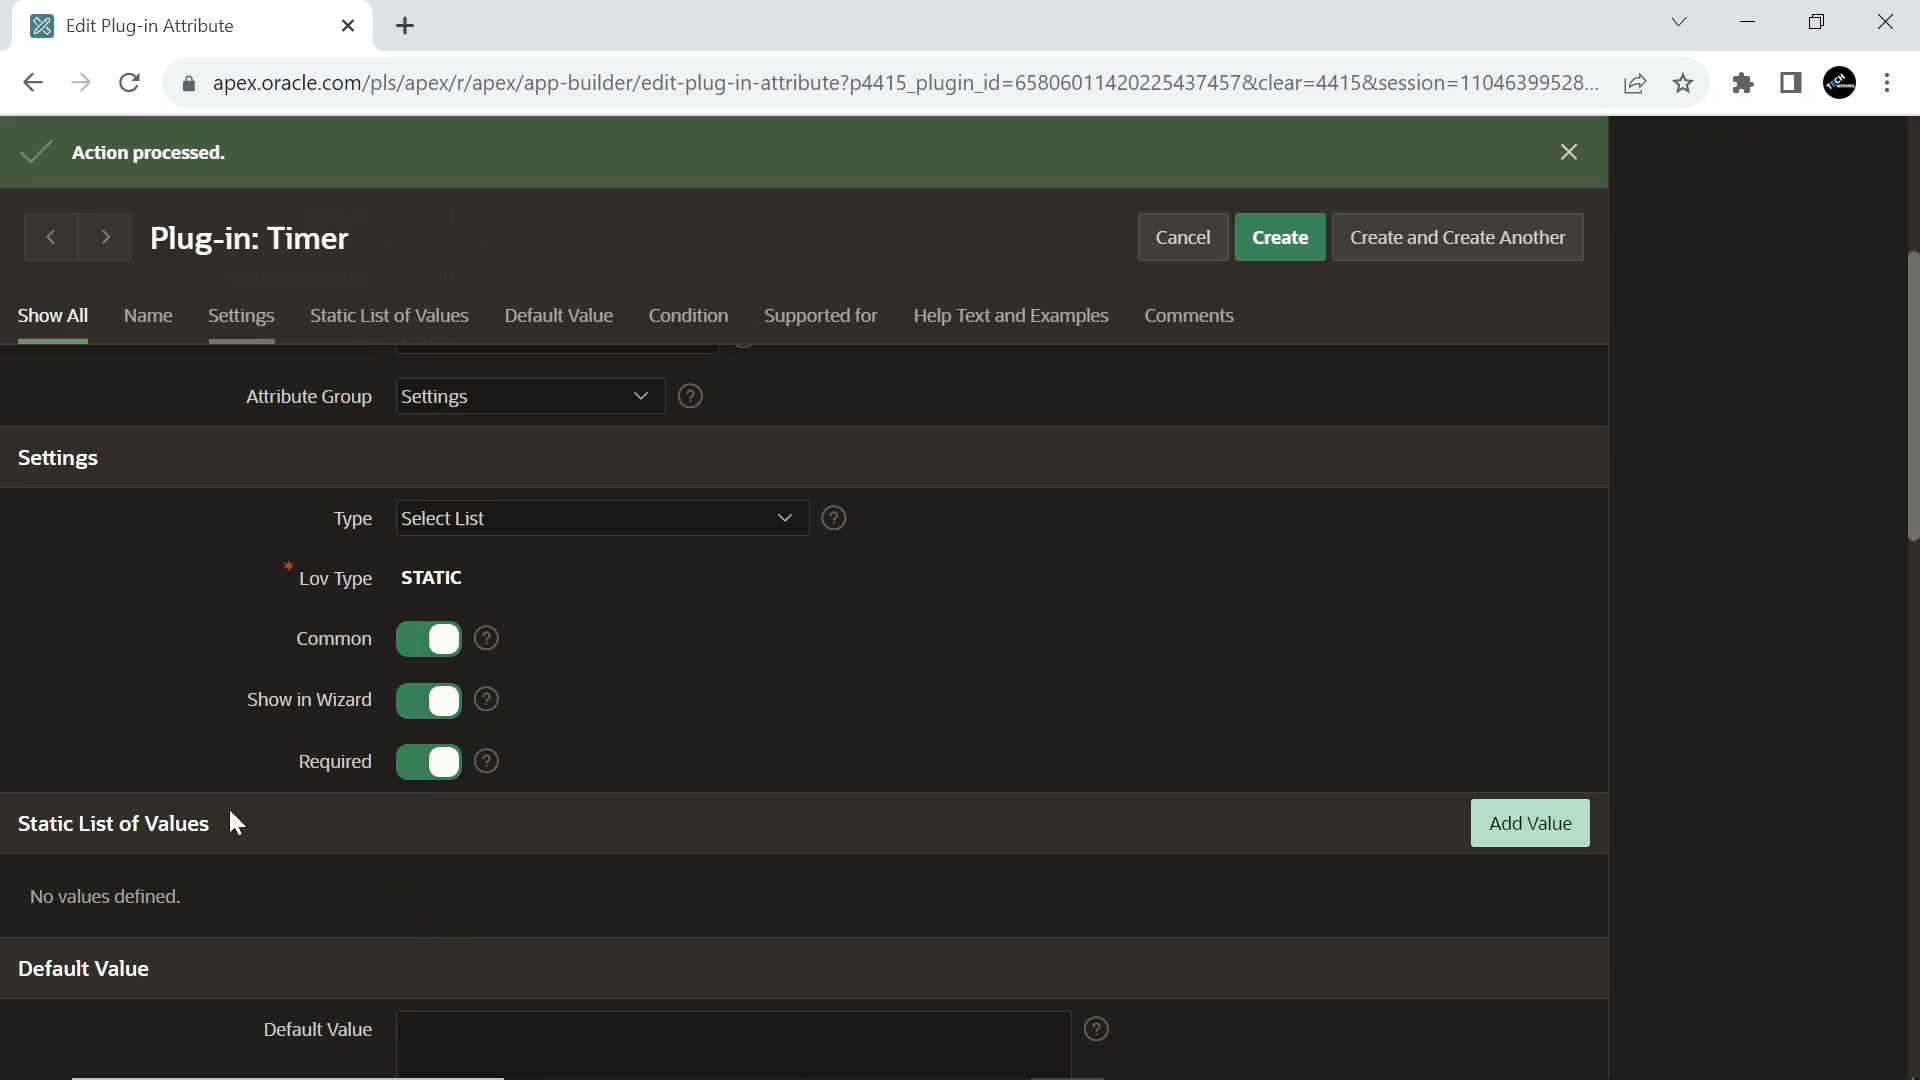 Edit Plug-in Attribute
apex.oracle.com/pls/apex/r/apex/app-builder/edit-plug-in-attribute?p4415_plugin_id=65806011420225437457&clear=4415&session=11046399528...
Action processed.
Plug-in: Timer
Cancel
Create
Create and Create Another
Show All
Name
Settings
Static List of Values
Default Value
Condition
Supported for
Help Text and Examples
Comments
Attribute Group
Settings
Settings
Type
Select List
* Lov Type
STATIC
Common
Show in Wizard
Required
Static List of Values
Add Value
No values defined.
Default Value
Default Value